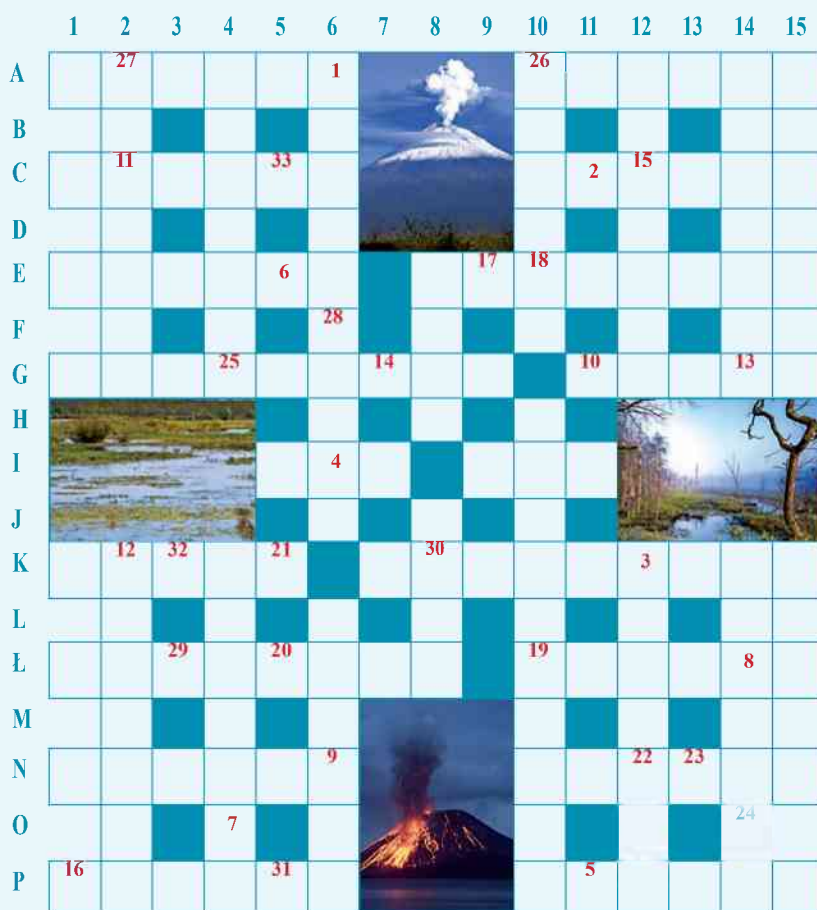 1 2 3 4 5 6 7 8 9 10 11 12 13 14 15
A 27 1 26
B
C 11 33 2 15
D
E 6 17 18
F 28
G 25 14 10 13
H
I 4
J
K 12 32 21 30 3
L
Ł 29 20 19 8
M
N 9 22 23
O 7 24
P 16 31 5